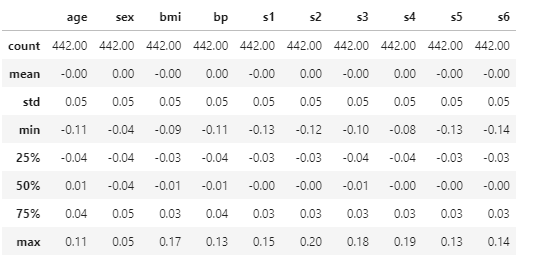 age sex bmi bp s1 s2 s3 s4 s5 s6
count 442.00 442.00 442.00 442.00 442.00 442.00 442.00 442.00 442.00 442.00
mean -0.00 0.00 -0.00 0.00 -0.00 0.00 -0.00 0.00 -0.00 -0.00
std 0.05 0.05 0.05 0.05 0.05 0.05 0.05 0.05 0.05 0.05
min -0.11 -0.04 -0.09 -0.11 -0.13 -0.12 -0.10 -0.08 -0.13 -0.14
25% -0.04 -0.04 -0.03 -0.04 -0.03 -0.03 -0.04 -0.04 -0.03 -0.03
50% 0.01 -0.04 -0.01 -0.01 -0.00 -0.00 -0.01 -0.00 -0.00 -0.00
75% 0.04 0.05 0.03 0.04 0.03 0.03 0.03 0.03 0.03 0.03
max 0.11 0.05 0.17 0.13 0.15 0.20 0.18 0.19 0.13 0.14